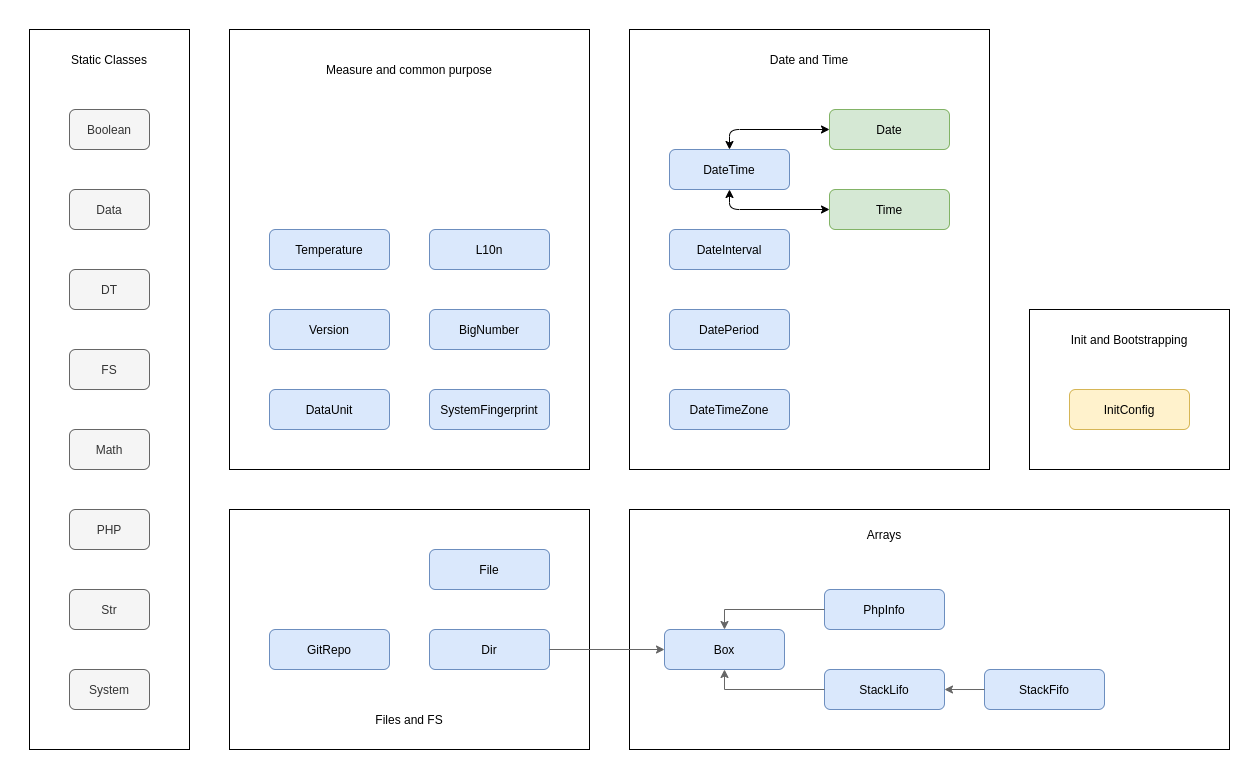 Static Classes
Boolean
Data
DT
FS
Math
PHP
Str
System
Measure and common purpose
Temperature
L10n
Version
BigNumber
DataUnit
SystemFingerprint
Date and Time
Date
DateTime
Time
DateInterval
DatePeriod
DateTimeZone
Init and Bootstrapping
InitConfig
File
GitRepo
Dir
Files and FS
Arrays
PhpInfo
Box
StackLifo
StackFifo